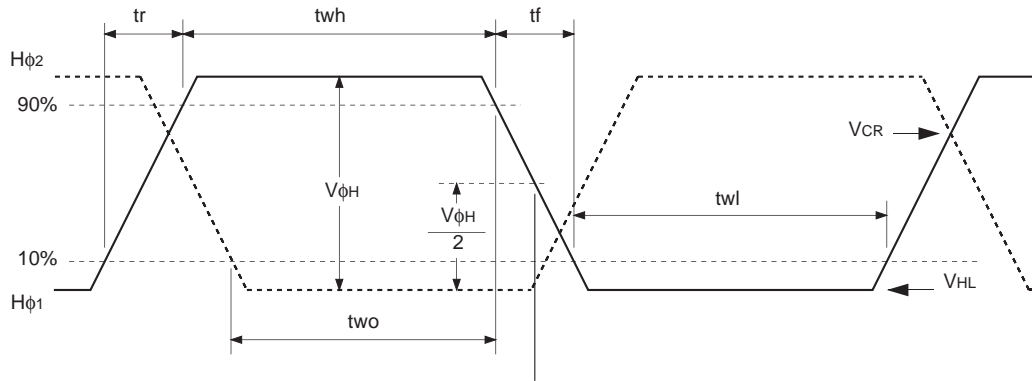 tr
twh
tf
Hϕ2
90%
VCR
VϕH
VϕH
2
twl
10%
VHL
Hϕ1
two